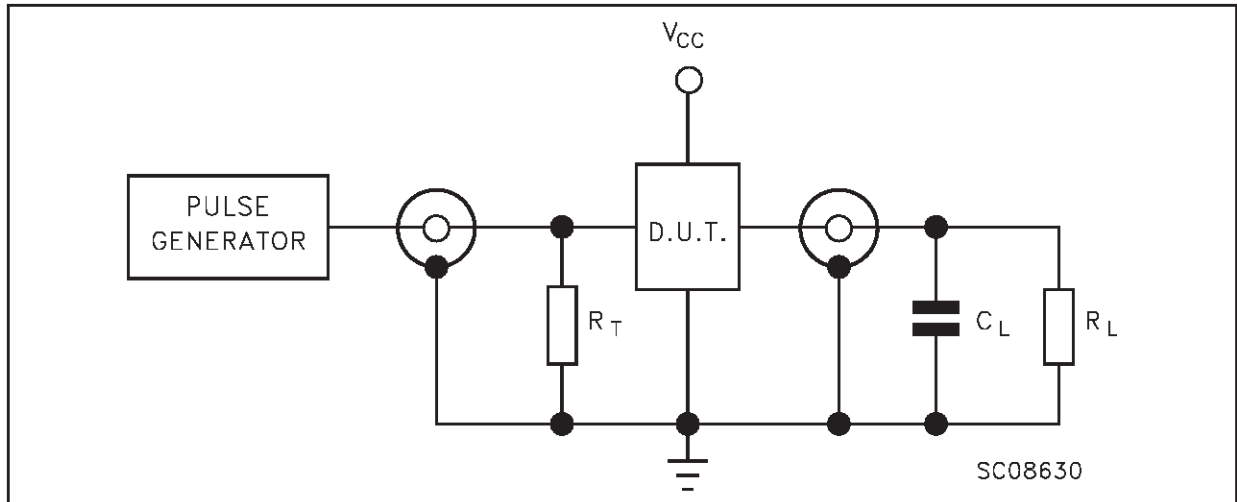 VCC
PULSE
GENERATOR
D.U.T.
RT
CL
RL
SC08630